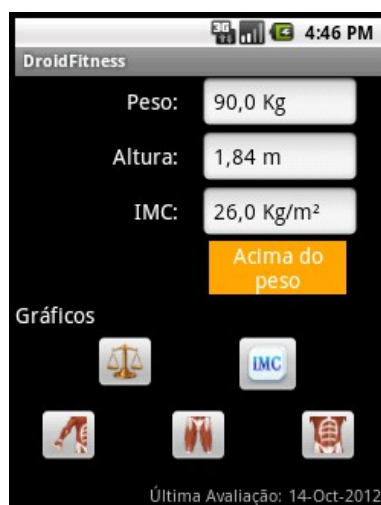 3G 4:46 PM
DroidFitness
Peso: 90,0 Kg
Altura: 1,84 m
IMC: 26,0 Kg/m²
Acima do
peso
Gráficos
IMC
Última Avaliação: 14-Oct-2012